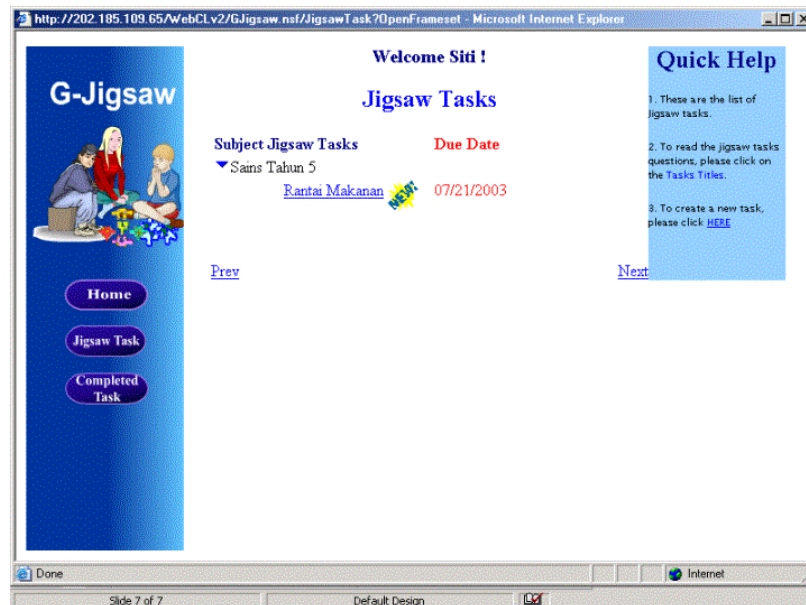 http://202.185.109.65/WebCLv2/GJigsaw.nsf/JigsawTask?OpenFrameset - Microsoft Internet Explorer
G-Jigsaw
Home
Jigsaw Task
Completed
Task
Welcome Siti !
Jigsaw Tasks
Subject Jigsaw Tasks Due Date
Sains Tahun 5
Rantai Makanan NEW! 07/21/2003
Prev Next
Quick Help
1. These are the list of
jigsaw tasks.
2. To read the jigsaw tasks
questions, please click on
the Tasks Titles.
3. To create a new task,
please click HERE
Done Internet
Slide 7 of 7 Default Design